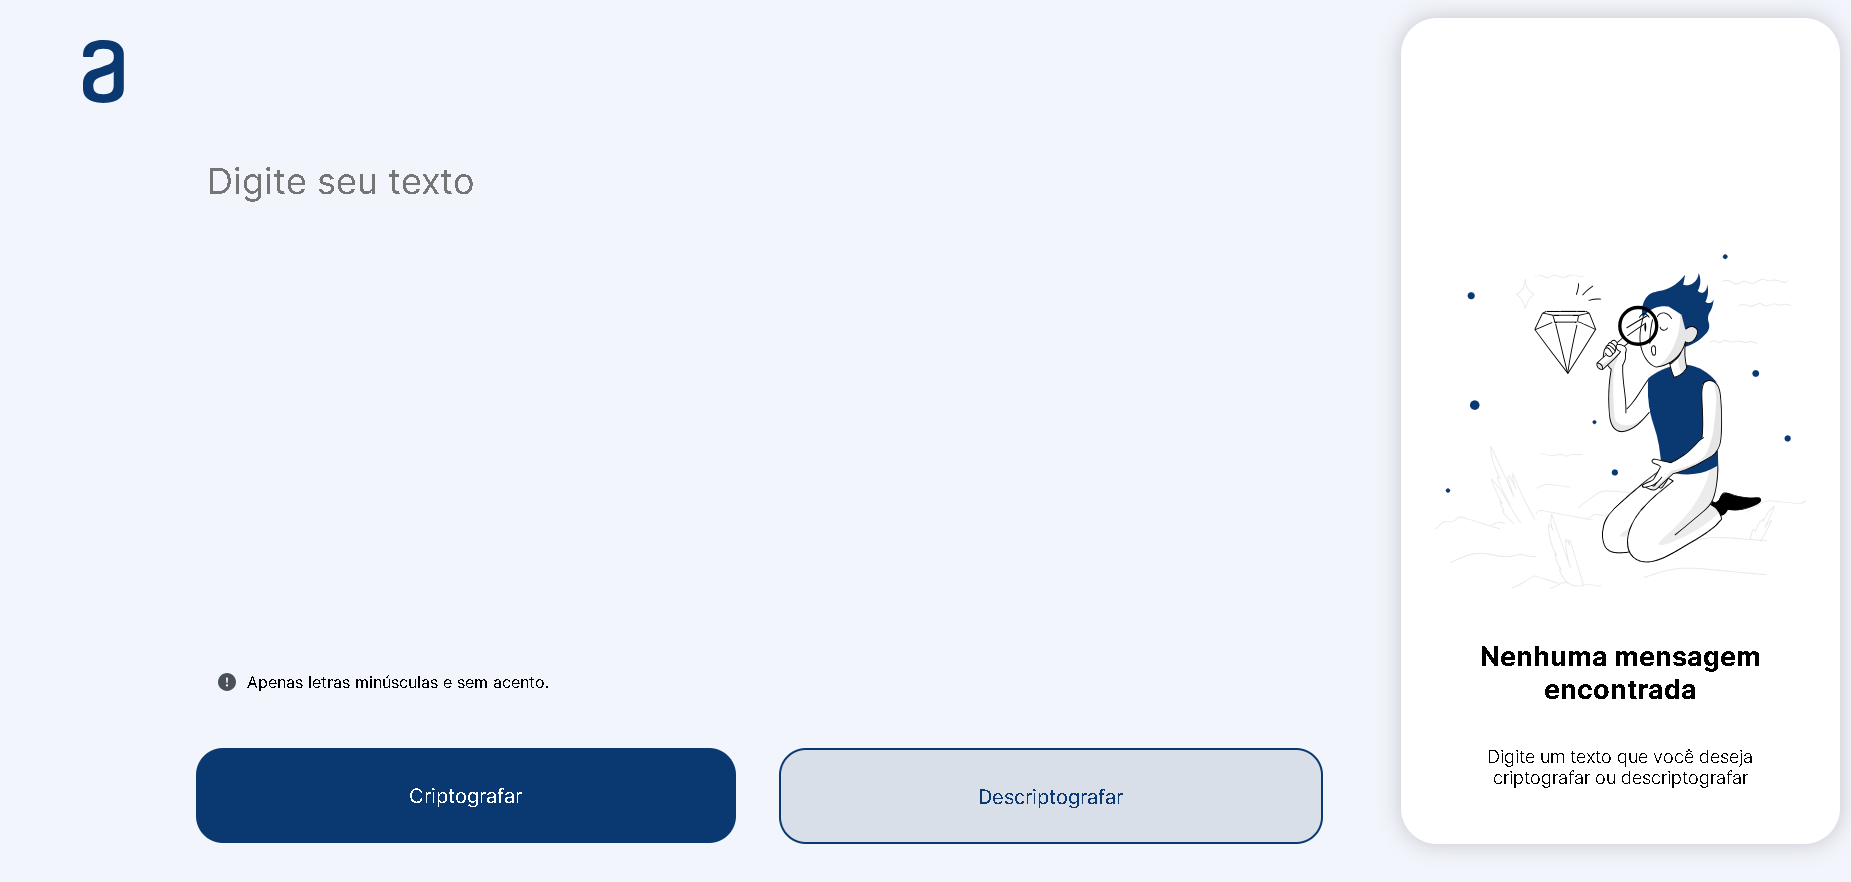 a
Digite seu texto
Apenas letras minúsculas e sem acento.
Criptografar
Descriptografar
Nenhuma mensagem
encontrada
Digite um texto que você deseja
criptografar ou descriptografar